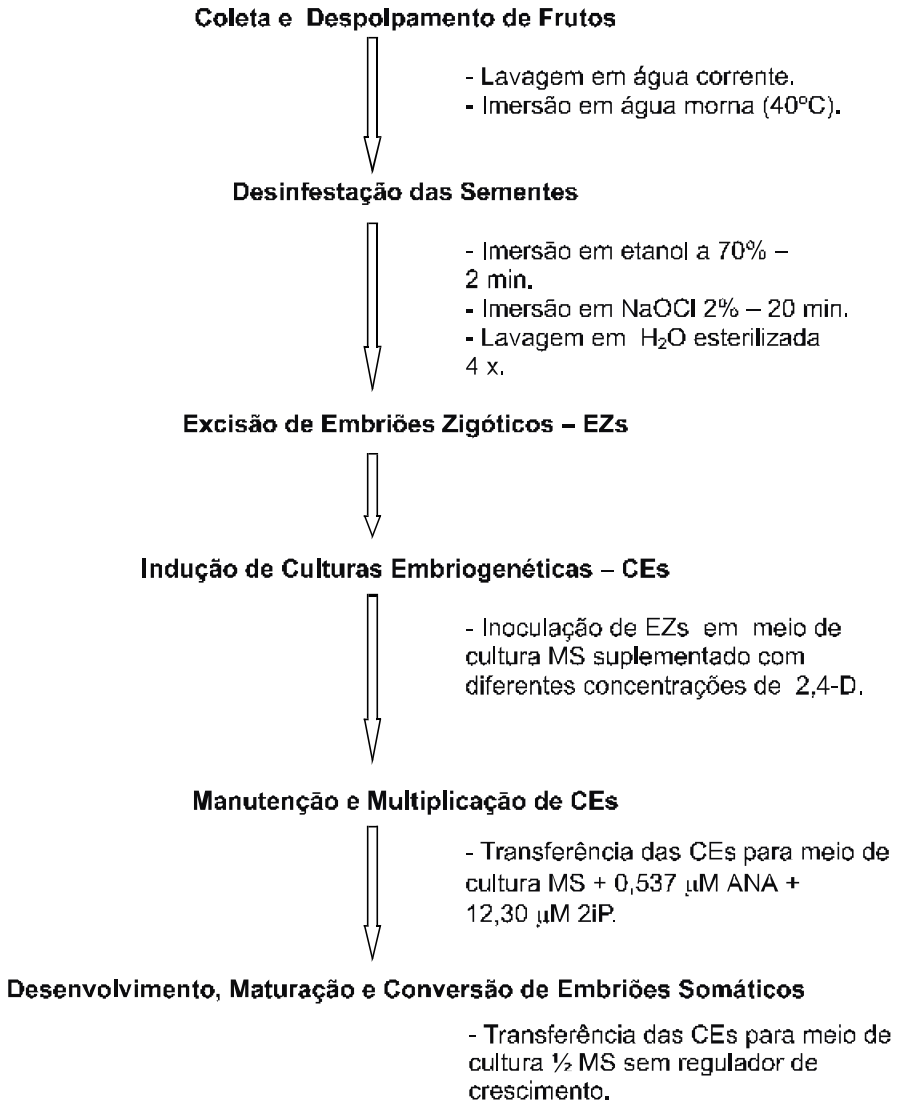 Coleta e Despolpamento de Frutos
- Lavagem em água corrente.
- Imersão em água morna (40ºC).
Desinfestação das Sementes
- Imersão em etanol a 70% –
2 min.
- Imersão em NaOCl 2% – 20 min.
- Lavagem em H₂O esterilizada
4 x.
Excisão de Embriões Zigóticos – EZs
Indução de Culturas Embriogenéticas – CEs
- Inoculação de EZs em meio de
cultura MS suplementado com
diferentes concentrações de 2,4-D.
Manutenção e Multiplicação de CEs
- Transferência das CEs para meio de
cultura MS + 0,537 µM ANA +
12,30 µM 2iP.
Desenvolvimento, Maturação e Conversão de Embriões Somáticos
- Transferência das CEs para meio de
cultura ½ MS sem regulador de
crescimento.